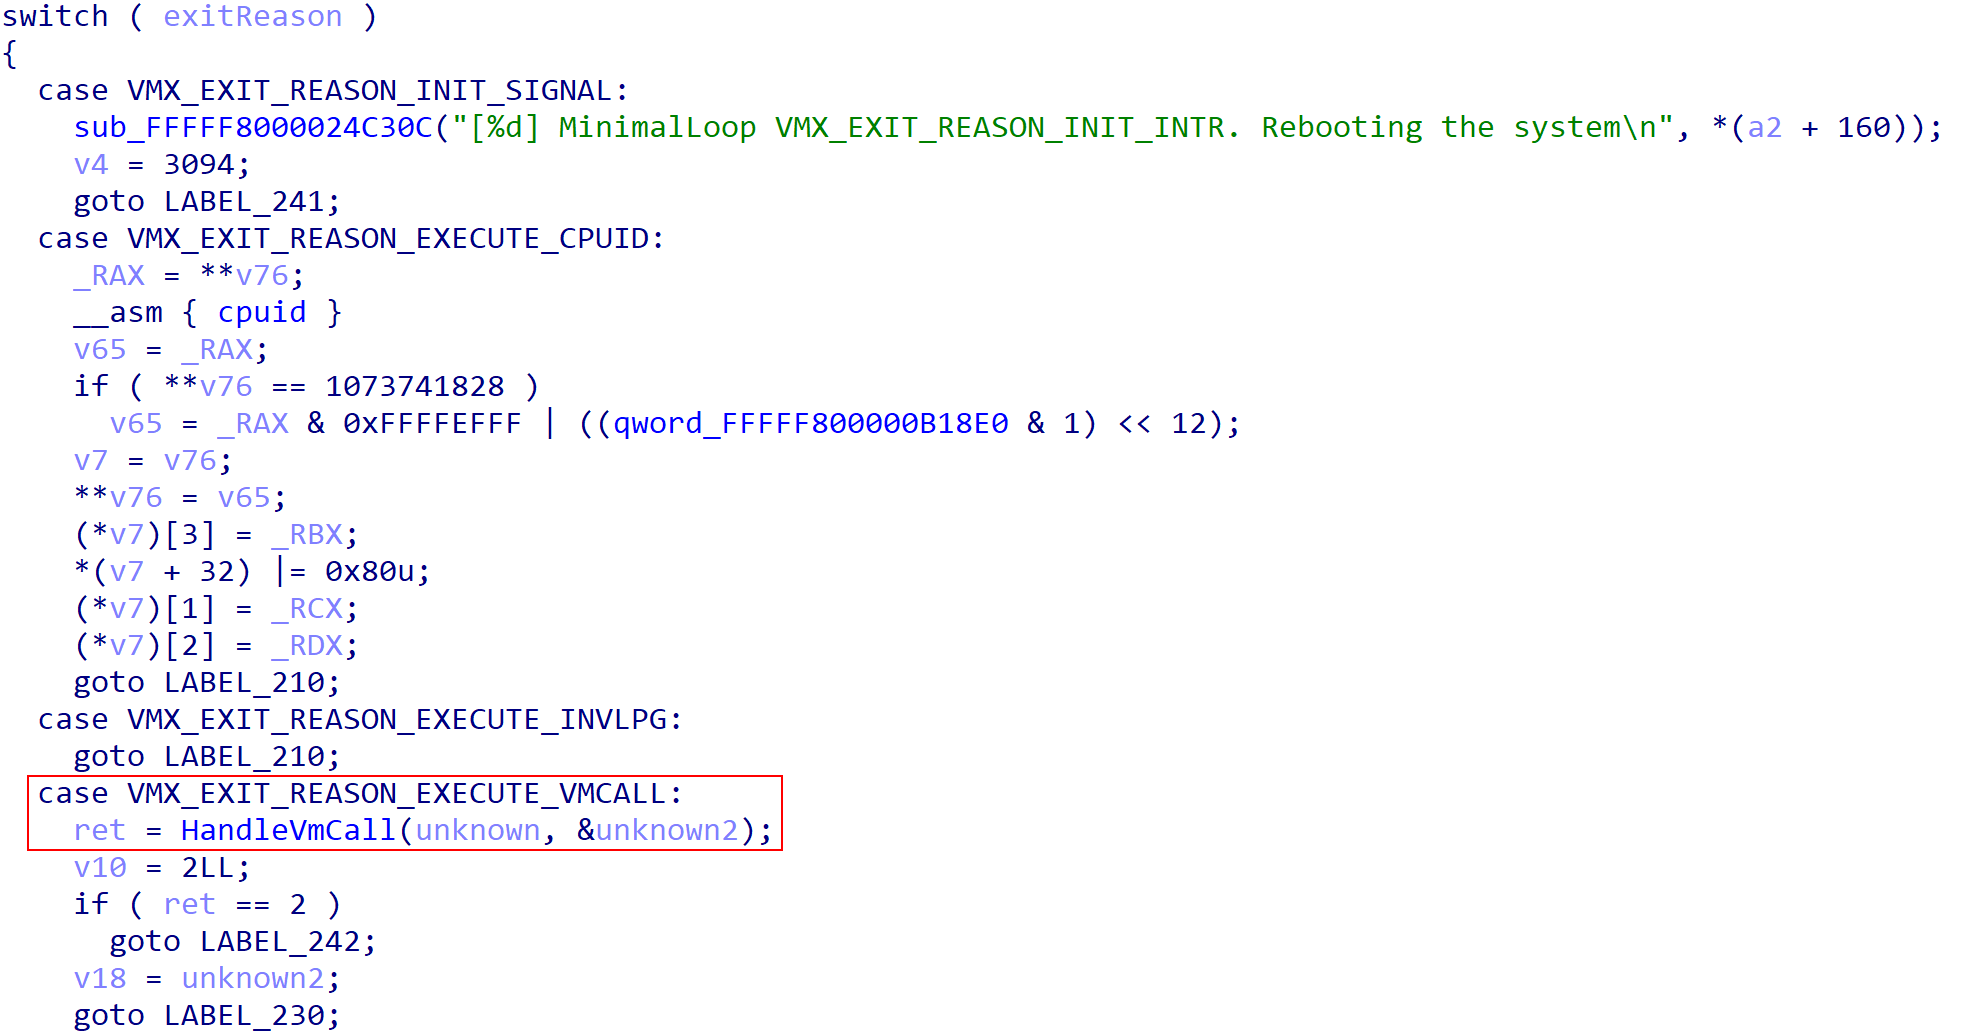 switch ( exitReason )
{
  case VMX_EXIT_REASON_INIT_SIGNAL:
    sub_FFFFF8000024C30C("[%d] MinimalLoop VMX_EXIT_REASON_INIT_INTR. Rebooting the system\n", *(a2 + 160));
    v4 = 3094;
    goto LABEL_241;
  case VMX_EXIT_REASON_EXECUTE_CPUID:
    _RAX = **v76;
    __asm { cpuid }
    v65 = _RAX;
    if ( **v76 == 1073741828 )
      v65 = _RAX & 0xFFFFEFFF | ((qword_FFFFF800000B18E0 & 1) << 12);
    v7 = v76;
    **v76 = v65;
    (*v7)[3] = _RBX;
    *(v7 + 32) |= 0x80u;
    (*v7)[1] = _RCX;
    (*v7)[2] = _RDX;
    goto LABEL_210;
  case VMX_EXIT_REASON_EXECUTE_INVLPG:
    goto LABEL_210;
  case VMX_EXIT_REASON_EXECUTE_VMCALL:
    ret = HandleVmCall(unknown, &unknown2);
    v10 = 2LL;
    if ( ret == 2 )
      goto LABEL_242;
    v18 = unknown2;
    goto LABEL_230;